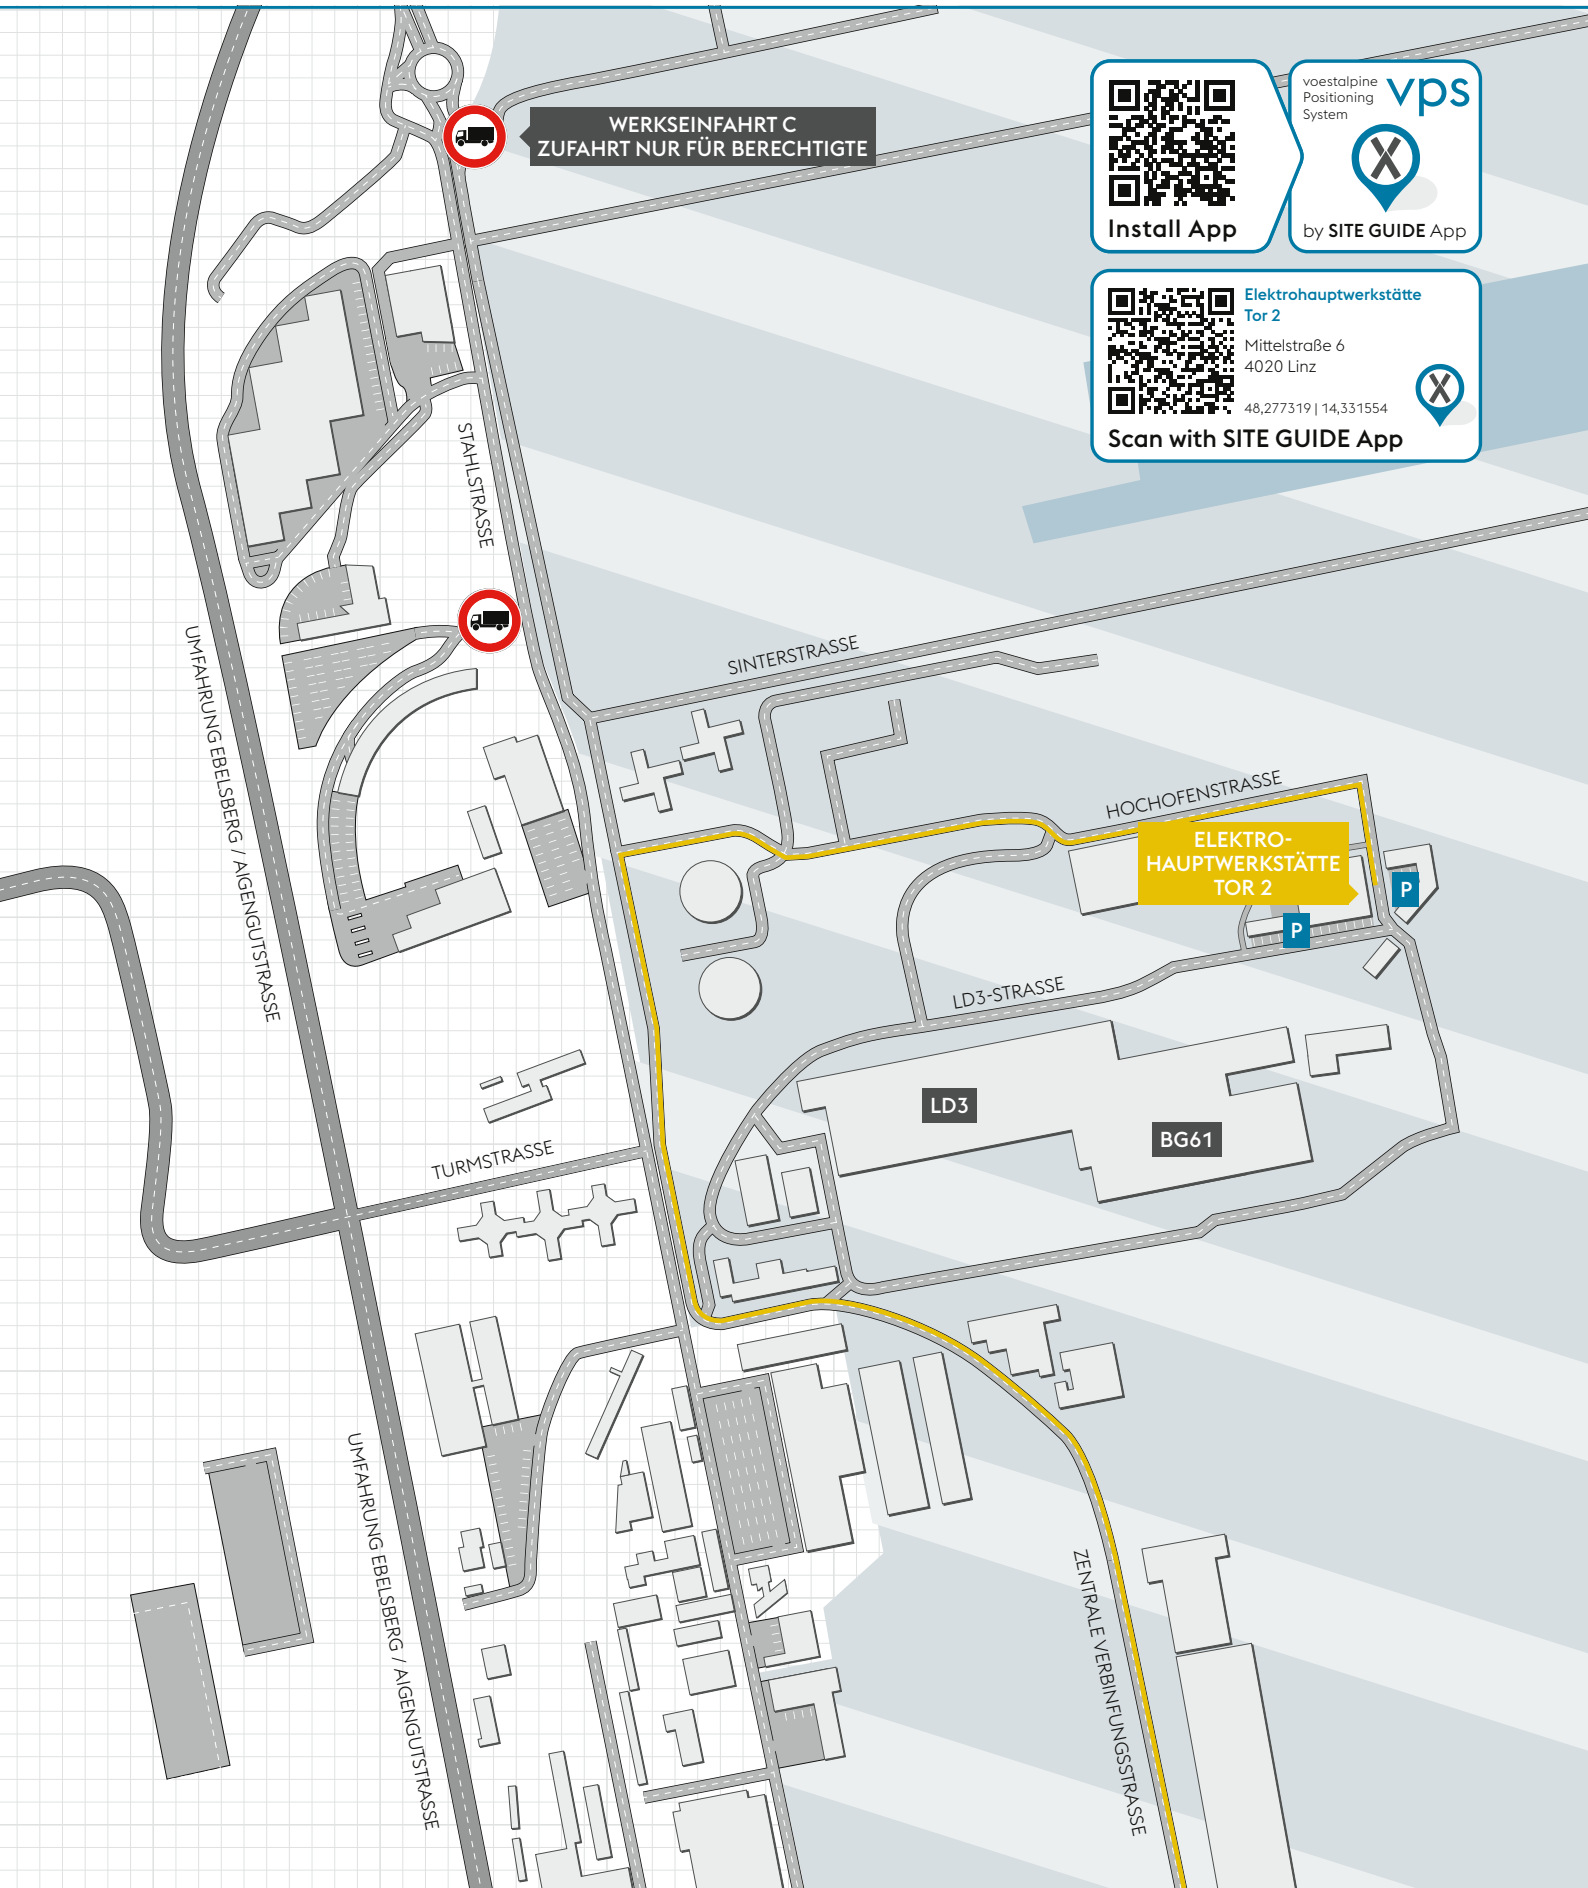 WERKSEINFAHRT C
ZUFAHRT NUR FÜR BERECHTIGTE
voestalpine
Positioning
System
vps
Install App
by SITE GUIDE App
Elektrohauptwerkstätte
Tor 2
Mittelstraße 6
4020 Linz
48,277319 | 14,331554
Scan with SITE GUIDE App
STAHLSTRASSE
UMFAHRUNG EBELSBERG / AIGENGUTSTRASSE
SINTERSTRASSE
HOCHOFENSTRASSE
ELEKTRO-
HAUPTWERKSTÄTTE
TOR 2
P
P
LD3-STRASSE
LD3
BG61
TURMSTRASSE
UMFAHRUNG EBELSBERG / AIGENGUTSTRASSE
ZENTRALE VERBINFUNGSSTRASSE